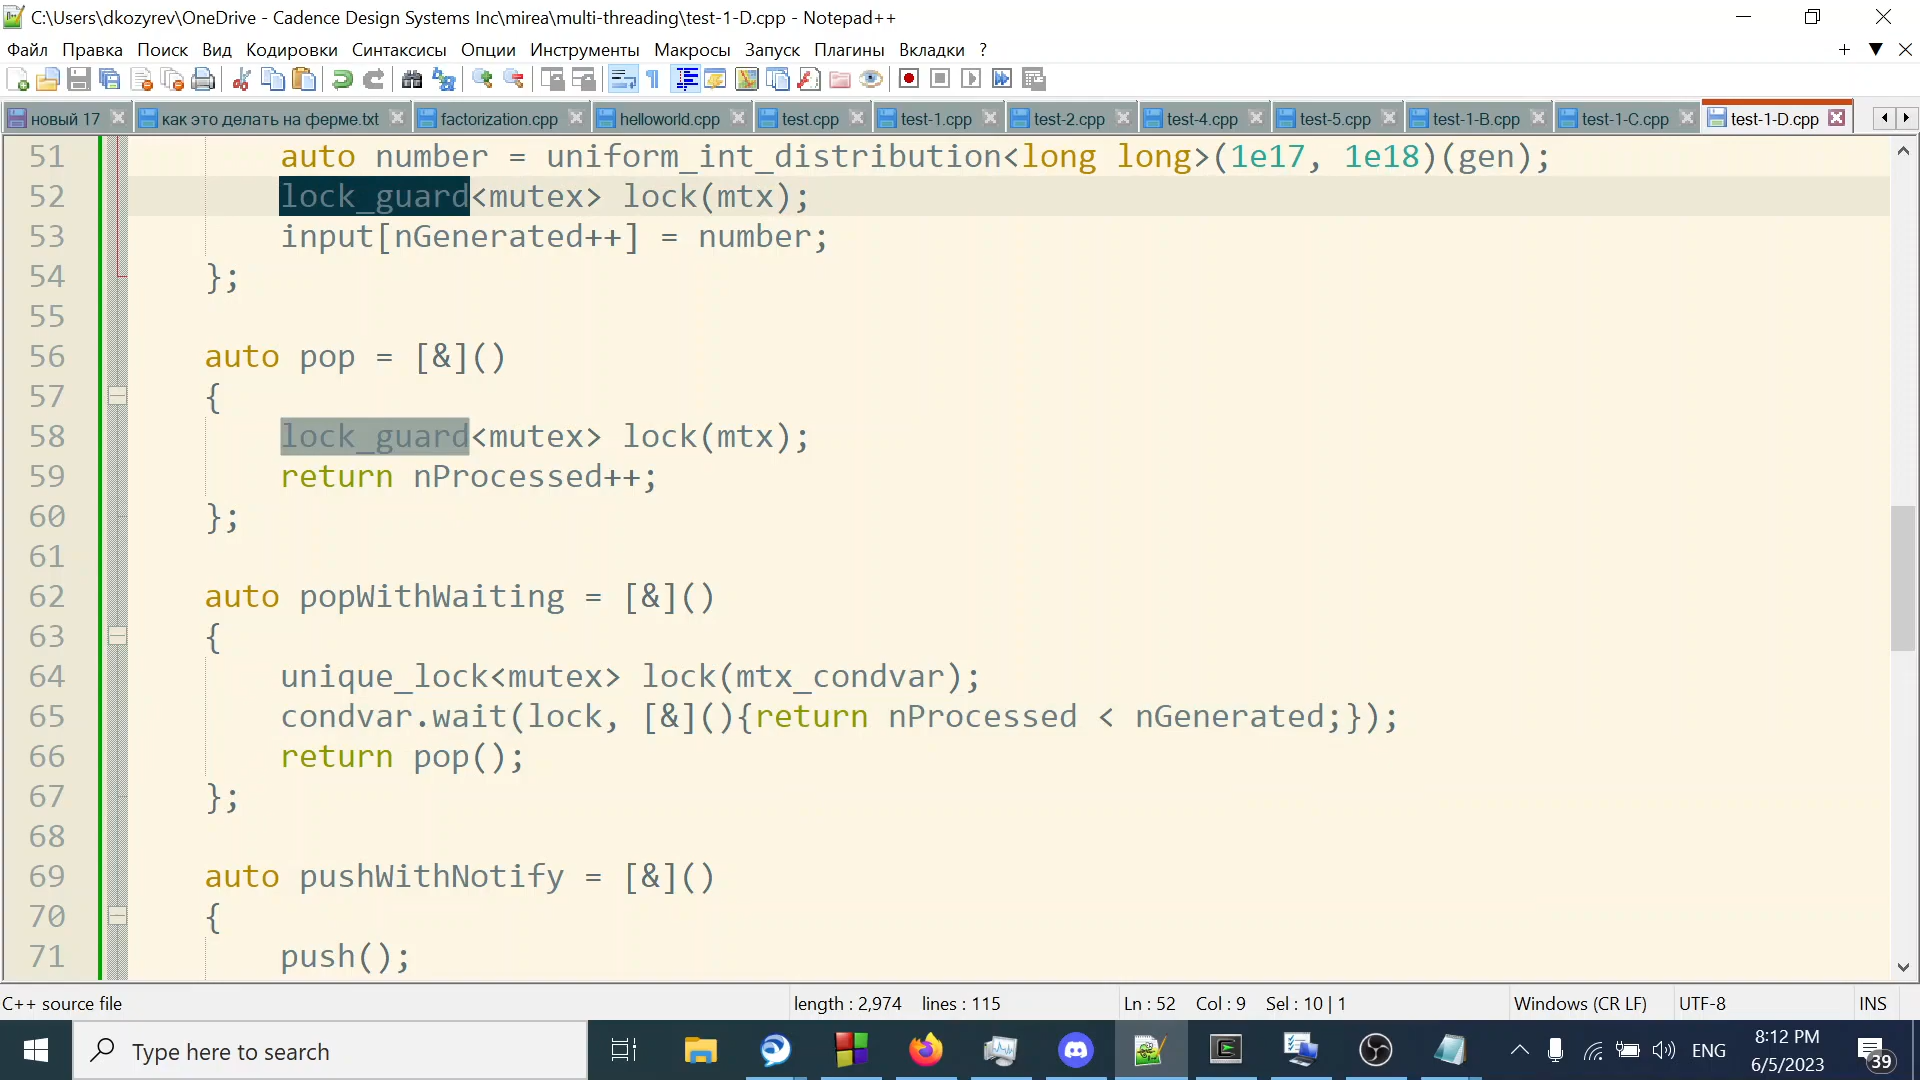 C:\Users\dkozyrev\OneDrive - Cadence Design Systems Inc\mirea\multi-threading\test-1-D.cpp - Notepad++
Файл Правка Поиск Вид Кодировки Синтаксисы Опции Инструменты Макросы Запуск Плагины Вкладки ?
новый 17 как это делать на ферме.txt factorization.cpp helloworld.cpp test.cpp test-1.cpp test-2.cpp test-4.cpp test-5.cpp test-1-B.cpp test-1-C.cpp test-1-D.cpp
51 auto number = uniform_int_distribution<long long>(1e17, 1e18)(gen);
52 lock_guard<mutex> lock(mtx);
53 input[nGenerated++] = number;
54 };
55
56 auto pop = [&]()
57 {
58 lock_guard<mutex> lock(mtx);
59 return nProcessed++;
60 };
61
62 auto popWithWaiting = [&]()
63 {
64 unique_lock<mutex> lock(mtx_condvar);
65 condvar.wait(lock, [&](){return nProcessed < nGenerated;});
66 return pop();
67 };
68
69 auto pushWithNotify = [&]()
70 {
71 push();
C++ source file length : 2,974 lines : 115 Ln : 52 Col : 9 Sel : 10 | 1 Windows (CR LF) UTF-8 INS
Type here to search ENG 8:12 PM 39
6/5/2023